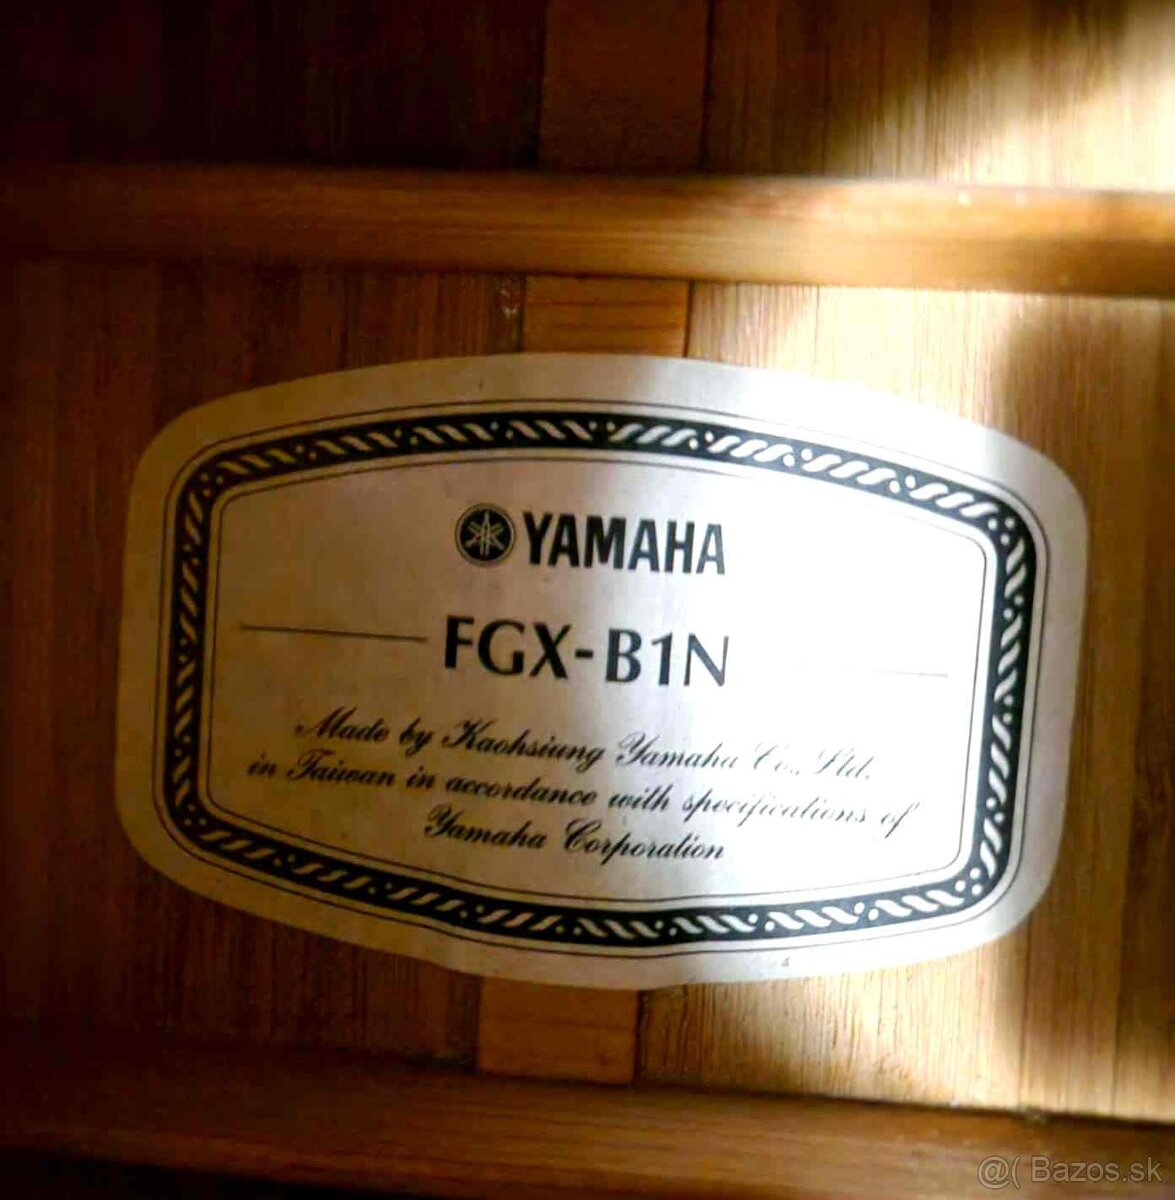 YAMAHA
FGX-B1N
Made by Kaohsiung Yamaha Co., Ltd.
in Taiwan in accordance with specifications of
Yamaha Corporation
@( Bazos.sk